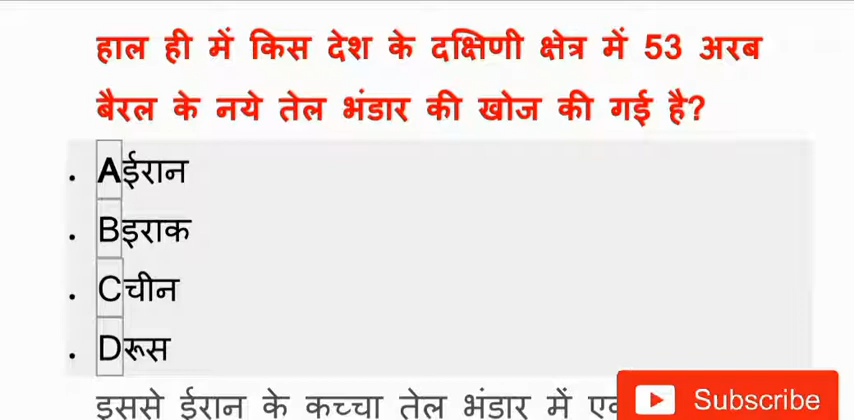 हाल ही में किस देश के दक्षिणी क्षेत्र में 53 अरब
बैरल के नये तेल भंडार की खोज की गई है?
• Aईरान
• Bइराक
• Cचीन
• Dरूस
इससे ईरान के कच्चा तेल भंडार में
Subscribe